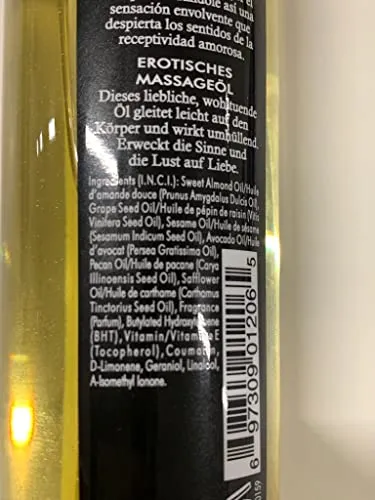 sensación envolvente que
despierta los sentidos de la
receptividad amorosa.
EROTISCHES
MASSAGEÖL
Dieses liebliche, wohltuende
Öl gleitet leicht auf den
Körper und wirkt umhüllend.
Erweckt die Sinne und
die Lust auf Liebe.
Ingredients (I.N.C.I.): Sweet Almond Oil/Huile
d'amande douce (Prunus Amygdalus Dulcis Oil),
Grape Seed Oil/Huile de pépin de raisin (Vitis
Vinifera Seed Oil), Sesame Oil/Huile de sésame
(Sesamum Indicum Seed Oil), Avocado Oil/Huile
d'avocat (Persea Gratissima Oil),
Pecan Oil/Huile de pacane (Carya
Illinoensis Seed Oil), Safflower
Oil/Huile de carthame (Carthamus
Tinctorius Seed Oil), Fragrance
(Parfum), Butylated Hydroxytoluene
(BHT), Vitamin/Vitamine E
(Tocopherol), Coumarin,
D-Limonene, Geraniol, Linalool,
A-Isomethyl Ionone.
6 97309 01206 5